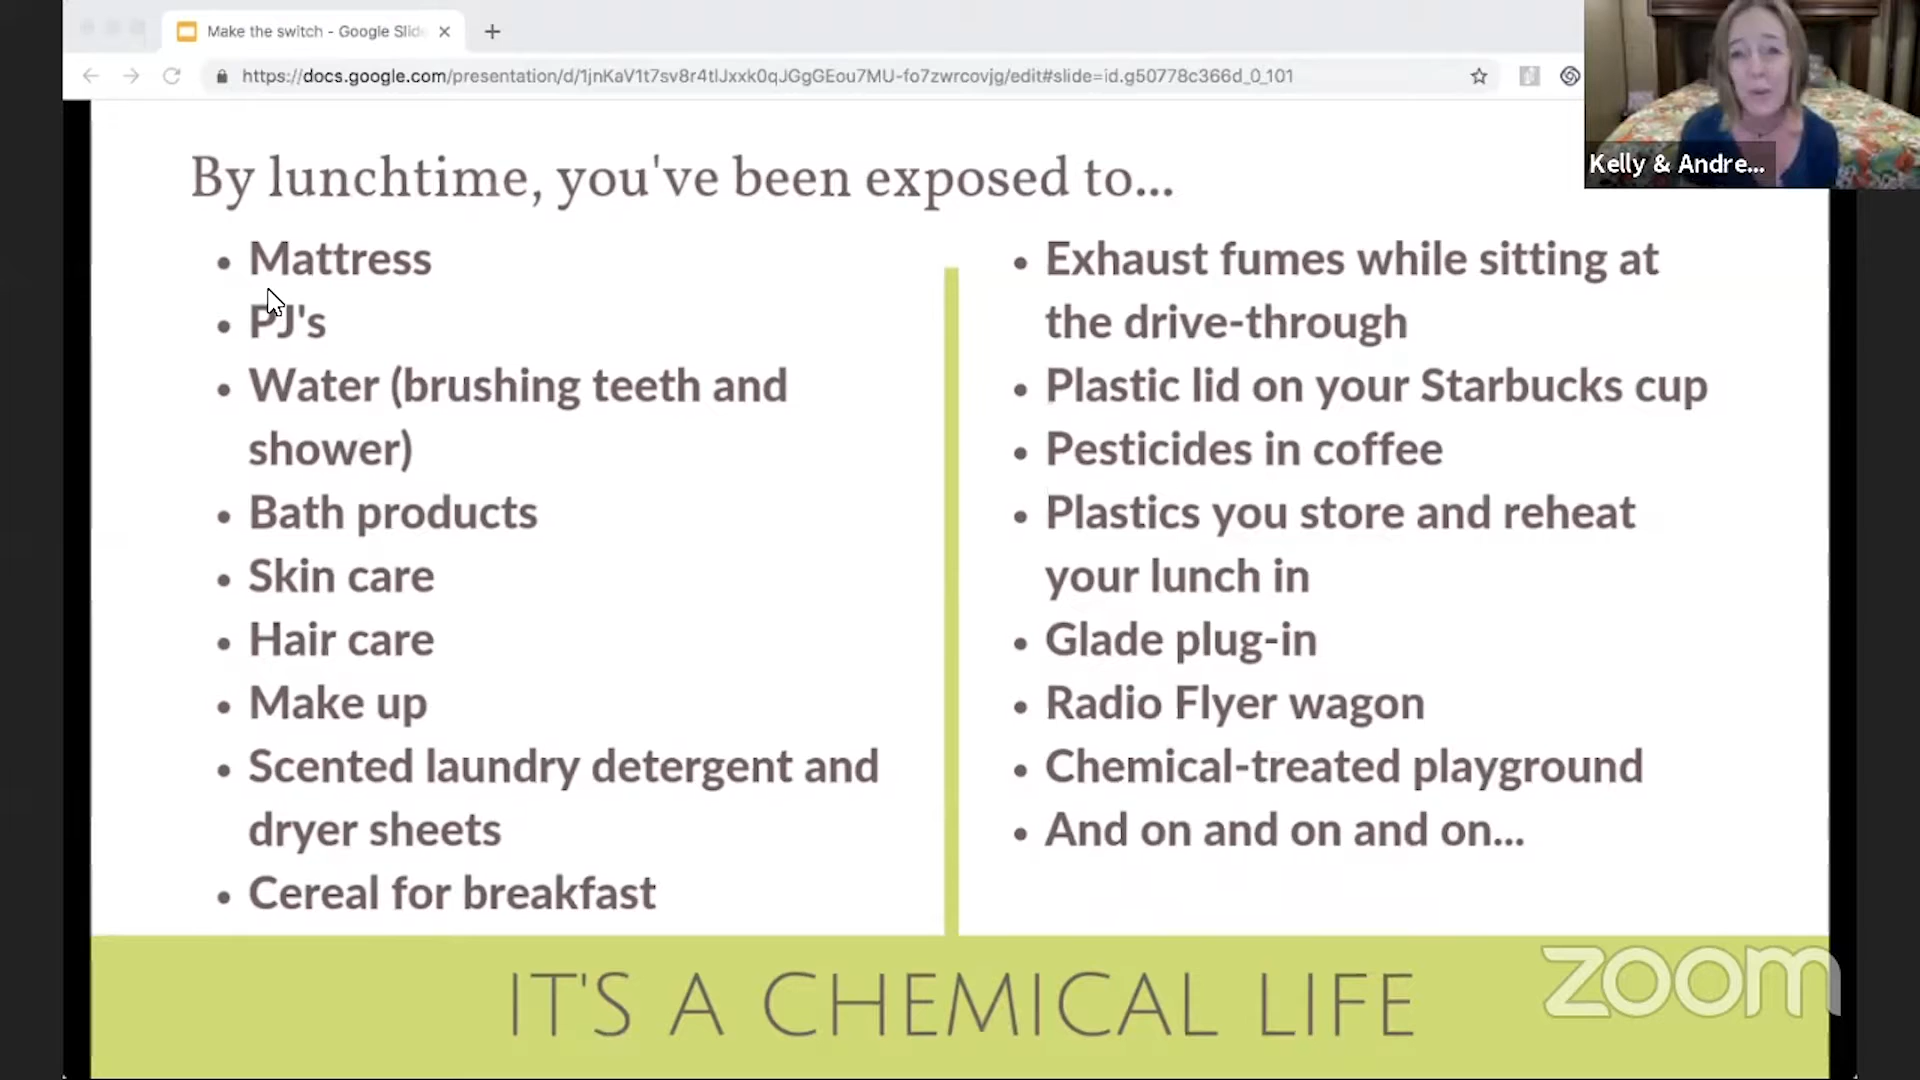 Make the switch - Google Slid
https://docs.google.com/presentation/d/1jnKaV1t7sv8r4tlJxxk0qJGgGEou7MU-fo7zwrcovjg/edit#slide=id.g50778c366d_0_101
Kelly & Andre...
By lunchtime, you've been exposed to...
• Mattress
• PJ's
• Water (brushing teeth and
shower)
• Bath products
• Skin care
• Hair care
• Make up
• Scented laundry detergent and
dryer sheets
• Cereal for breakfast
• Exhaust fumes while sitting at
the drive-through
• Plastic lid on your Starbucks cup
• Pesticides in coffee
• Plastics you store and reheat
your lunch in
• Glade plug-in
• Radio Flyer wagon
• Chemical-treated playground
• And on and on and on...
IT'S A CHEMICAL LIFE
zoom